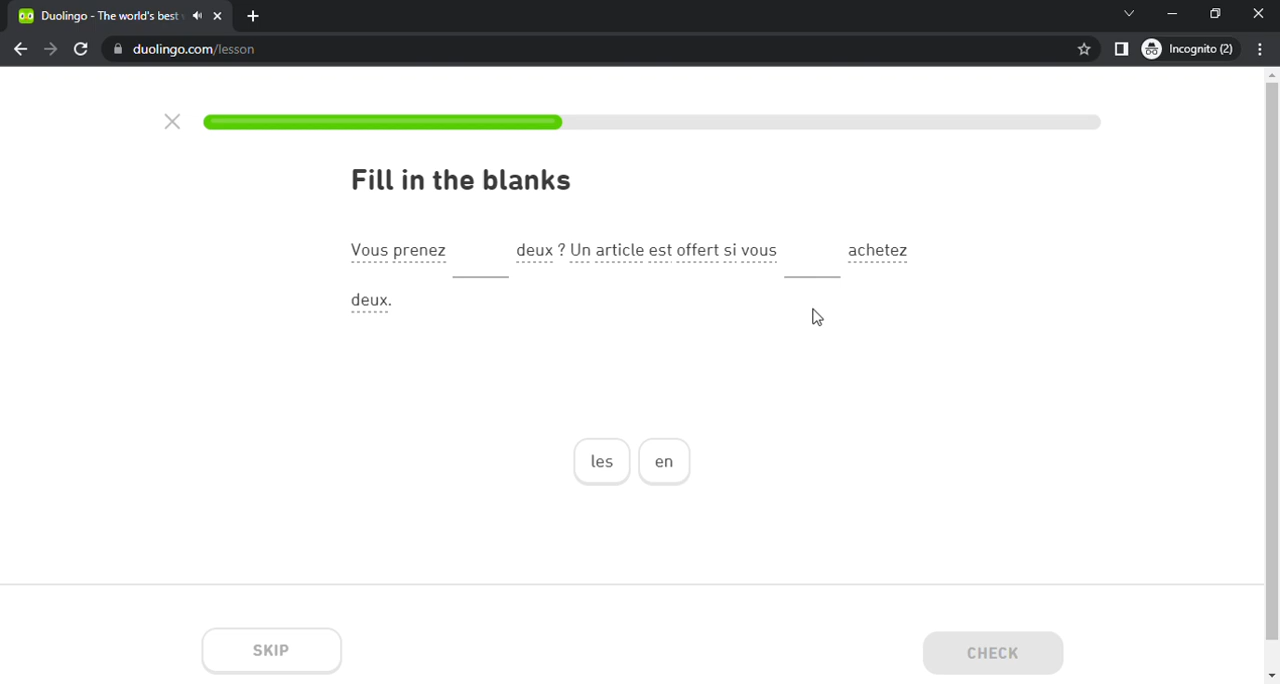 Duolingo - The world's best
duolingo.com/lesson
Incognito (2)
Fill in the blanks
Vous prenez deux ? Un article est offert si vous achetez
deux.
les en
SKIP CHECK